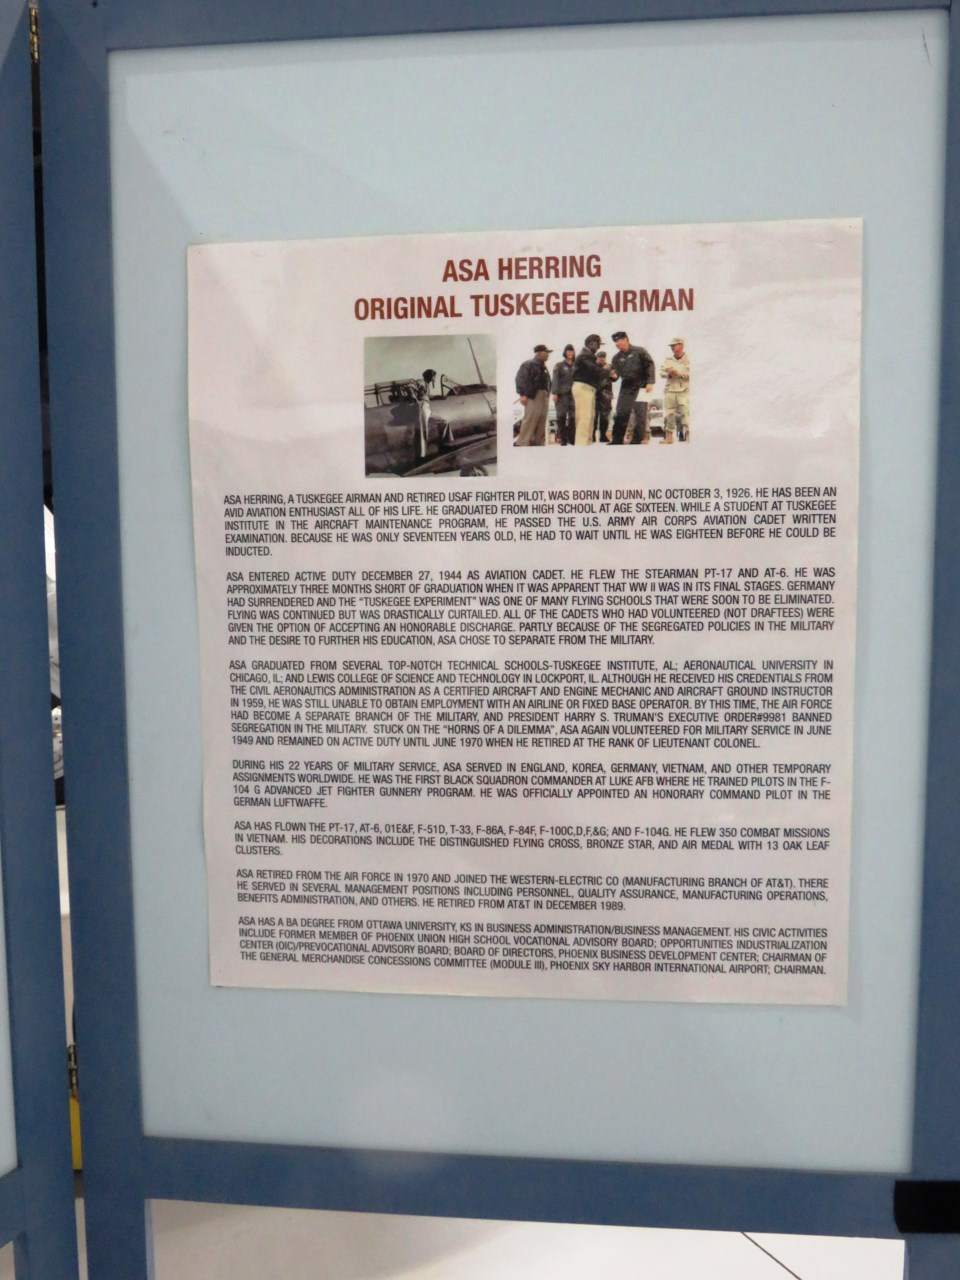 ASA HERRING
ORIGINAL TUSKEGEE AIRMAN
ASA HERRING, A TUSKEGEE AIRMAN AND RETIRED USAF FIGHTER PILOT, WAS BORN IN DUNN, NC OCTOBER 3, 1926. HE HAS BEEN AN
AVID AVIATION ENTHUSIAST ALL OF HIS LIFE. HE GRADUATED FROM HIGH SCHOOL AT AGE SIXTEEN. WHILE A STUDENT AT TUSKEGEE
INSTITUTE IN THE AIRCRAFT MAINTENANCE PROGRAM, HE PASSED THE U.S. ARMY AIR CORPS AVIATION CADET WRITTEN
EXAMINATION. BECAUSE HE WAS ONLY SEVENTEEN YEARS OLD, HE HAD TO WAIT UNTIL HE WAS EIGHTEEN BEFORE HE COULD BE
INDUCTED.
ASA ENTERED ACTIVE DUTY DECEMBER 27, 1944 AS AVIATION CADET. HE FLEW THE STEARMAN PT-17 AND AT-6. HE WAS
APPROXIMATELY THREE MONTHS SHORT OF GRADUATION WHEN IT WAS APPARENT THAT WW II WAS IN ITS FINAL STAGES. GERMANY
HAD SURRENDERED AND THE "TUSKEGEE EXPERIMENT" WAS ONE OF MANY FLYING SCHOOLS THAT WERE SOON TO BE ELIMINATED.
FLYING WAS CONTINUED BUT WAS DRASTICALLY CURTAILED. ALL OF THE CADETS WHO HAD VOLUNTEERED (NOT DRAFTEES) WERE
GIVEN THE OPTION OF ACCEPTING AN HONORABLE DISCHARGE. PARTLY BECAUSE OF THE SEGREGATED POLICIES IN THE MILITARY
AND THE DESIRE TO FURTHER HIS EDUCATION, ASA CHOSE TO SEPARATE FROM THE MILITARY.
ASA GRADUATED FROM SEVERAL TOP-NOTCH TECHNICAL SCHOOLS-TUSKEGEE INSTITUTE, AL; AERONAUTICAL UNIVERSITY IN
CHICAGO, IL; AND LEWIS COLLEGE OF SCIENCE AND TECHNOLOGY IN LOCKPORT, IL. ALTHOUGH HE RECEIVED HIS CREDENTIALS FROM
THE CIVIL AERONAUTICS ADMINISTRATION AS A CERTIFIED AIRCRAFT AND ENGINE MECHANIC AND AIRCRAFT GROUND INSTRUCTOR
IN 1959, HE WAS STILL UNABLE TO OBTAIN EMPLOYMENT WITH AN AIRLINE OR FIXED BASE OPERATOR. BY THIS TIME, THE AIR FORCE
HAD BECOME A SEPARATE BRANCH OF THE MILITARY, AND PRESIDENT HARRY S. TRUMAN'S EXECUTIVE ORDER#9981 BANNED
SEGREGATION IN THE MILITARY. STUCK ON THE "HORNS OF A DILEMMA", ASA AGAIN VOLUNTEERED FOR MILITARY SERVICE IN JUNE
1949 AND REMAINED ON ACTIVE DUTY UNTIL JUNE 1970 WHEN HE RETIRED AT THE RANK OF LIEUTENANT COLONEL.
DURING HIS 22 YEARS OF MILITARY SERVICE, ASA SERVED IN ENGLAND, KOREA, GERMANY, VIETNAM, AND OTHER TEMPORARY
ASSIGNMENTS WORLDWIDE. HE WAS THE FIRST BLACK SQUADRON COMMANDER AT LUKE AFB WHERE HE TRAINED PILOTS IN THE F-
104 G ADVANCED JET FIGHTER GUNNERY PROGRAM. HE WAS OFFICIALLY APPOINTED AN HONORARY COMMAND PILOT IN THE
GERMAN LUFTWAFFE.
ASA HAS FLOWN THE PT-17, AT-6, 01E&F, F-51D, T-33, F-86A, F-84F, F-100C,D,F,&G; AND F-104G. HE FLEW 350 COMBAT MISSIONS
IN VIETNAM. HIS DECORATIONS INCLUDE THE DISTINGUISHED FLYING CROSS, BRONZE STAR, AND AIR MEDAL WITH 13 OAK LEAF
CLUSTERS.
ASA RETIRED FROM THE AIR FORCE IN 1970 AND JOINED THE WESTERN-ELECTRIC CO (MANUFACTURING BRANCH OF AT&T). THERE
HE SERVED IN SEVERAL MANAGEMENT POSITIONS INCLUDING PERSONNEL, QUALITY ASSURANCE, MANUFACTURING OPERATIONS,
BENEFITS ADMINISTRATION, AND OTHERS. HE RETIRED FROM AT&T IN DECEMBER 1989.
ASA HAS A BA DEGREE FROM OTTAWA UNIVERSITY, KS IN BUSINESS ADMINISTRATION/BUSINESS MANAGEMENT. HIS CIVIC ACTIVITIES
INCLUDE FORMER MEMBER OF PHOENIX UNION HIGH SCHOOL VOCATIONAL ADVISORY BOARD; OPPORTUNITIES INDUSTRIALIZATION
CENTER (OIC)/PREVOCATIONAL ADVISORY BOARD; BOARD OF DIRECTORS, PHOENIX BUSINESS DEVELOPMENT CENTER; CHAIRMAN OF
THE GENERAL MERCHANDISE CONCESSIONS COMMITTEE (MODULE III), PHOENIX SKY HARBOR INTERNATIONAL AIRPORT; CHAIRMAN.